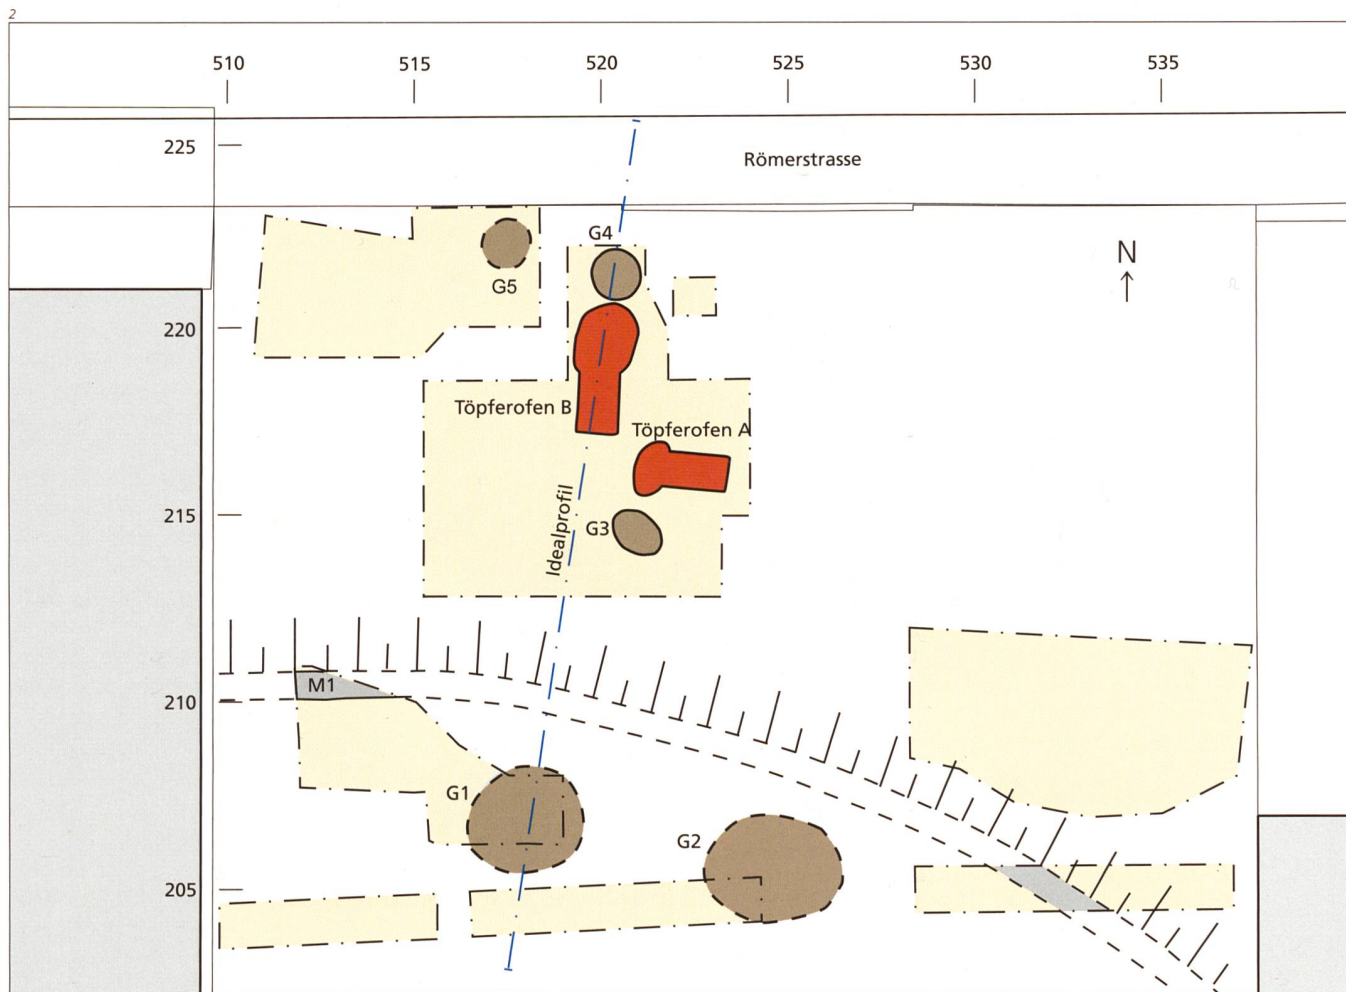 2
510 515 520 525 530 535
225
Römerstrasse
G4
N
G5
220
Töpferofen B
Töpferofen A
215
G3
Idealprofil
M1
210
G1
G2
205